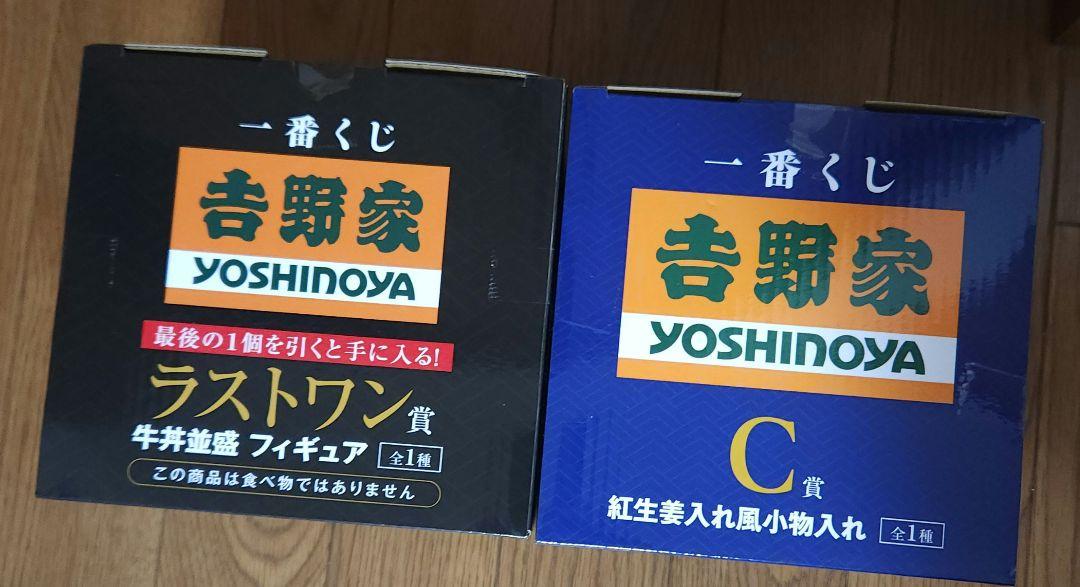 一番くじ
吉野家
YOSHINOYA
最後の1個を引くと手に入る!
ラストワン賞
牛丼並盛 フィギュア 全1種
この商品は食べ物ではありません
一番くじ
吉野家
YOSHINOYA
C賞
紅生姜入れ風小物入れ 全1種